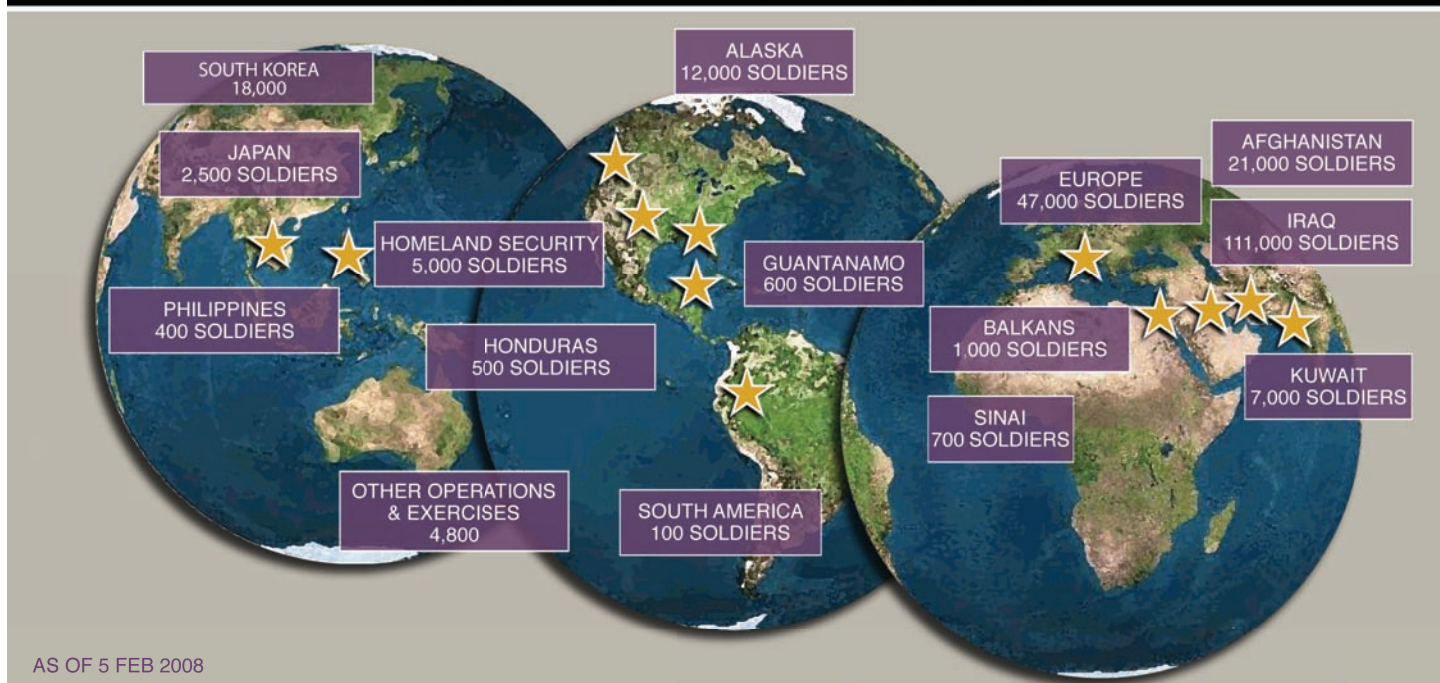 SOUTH KOREA
18,000
JAPAN
2,500 SOLDIERS
PHILIPPINES
400 SOLDIERS
HOMELAND SECURITY
5,000 SOLDIERS
HONDURAS
500 SOLDIERS
OTHER OPERATIONS
& EXERCISES
4,800
ALASKA
12,000 SOLDIERS
GUANTANAMO
600 SOLDIERS
SOUTH AMERICA
100 SOLDIERS
EUROPE
47,000 SOLDIERS
AFGHANISTAN
21,000 SOLDIERS
IRAQ
111,000 SOLDIERS
BALKANS
1,000 SOLDIERS
KUWAIT
7,000 SOLDIERS
SINAI
700 SOLDIERS
AS OF 5 FEB 2008